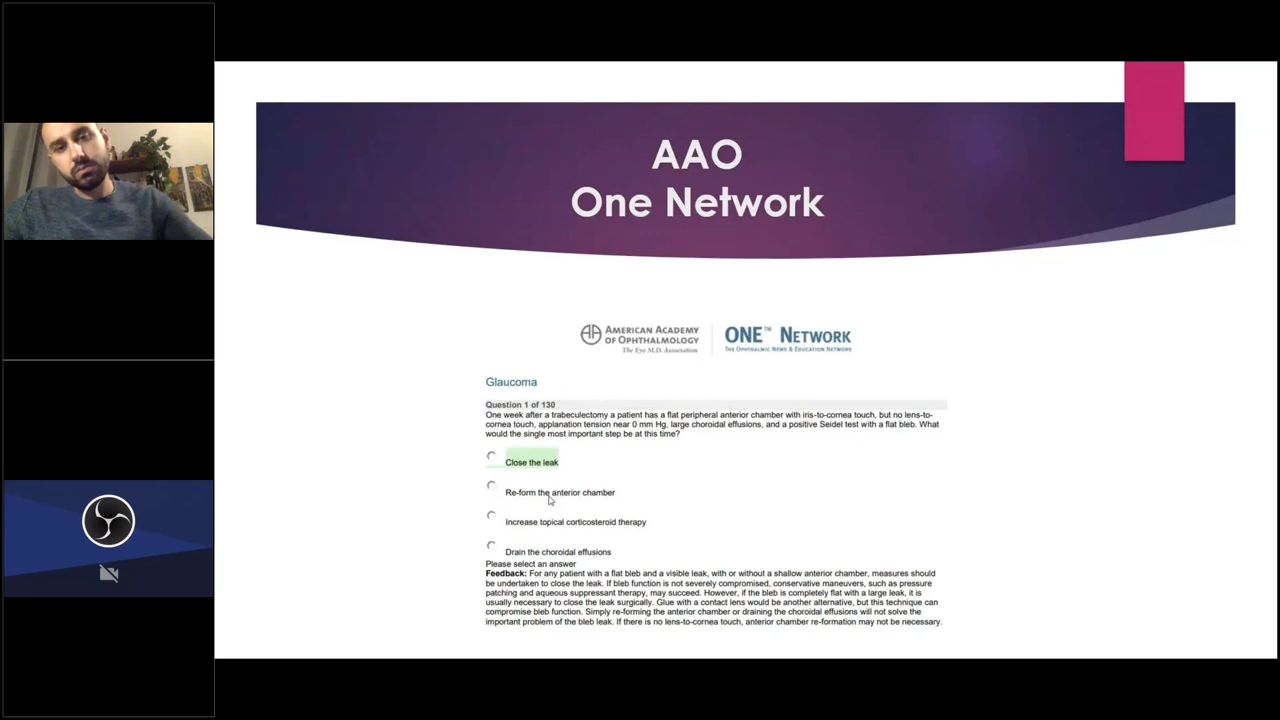 AAO
One Network
AMERICAN ACADEMY
OF OPHTHALMOLOGY
The Eye M.D. Association
ONE™ NETWORK
THE OPHTHALMIC NEWS & EDUCATION NETWORK
Glaucoma
Question 1 of 130
One week after a trabeculectomy a patient has a flat peripheral anterior chamber with iris-to-cornea touch, but no lens-to-
cornea touch, applanation tension near 0 mm Hg, large choroidal effusions, and a positive Seidel test with a flat bleb. What
would the single most important step be at this time?
Close the leak
Re-form the anterior chamber
Increase topical corticosteroid therapy
Drain the choroidal effusions
Please select an answer
Feedback: For any patient with a flat bleb and a visible leak, with or without a shallow anterior chamber, measures should
be undertaken to close the leak. If bleb function is not severely compromised, conservative maneuvers, such as pressure
patching and aqueous suppressant therapy, may succeed. However, if the bleb is completely flat with a large leak, it is
usually necessary to close the leak surgically. Glue with a contact lens would be another alternative, but this technique can
compromise bleb function. Simply re-forming the anterior chamber or draining the choroidal effusions will not solve the
important problem of the bleb leak. If there is no lens-to-cornea touch, anterior chamber re-formation may not be necessary.